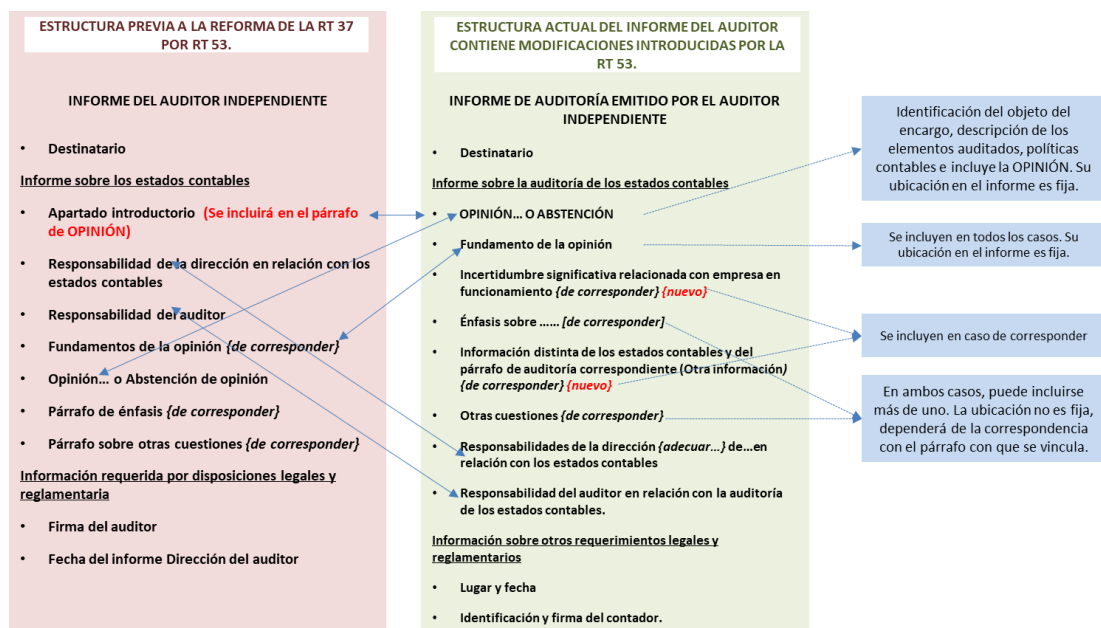 ESTRUCTURA PREVIA A LA REFORMA DE LA RT 37
POR RT 53.
INFORME DEL AUDITOR INDEPENDIENTE
• Destinatario
Informe sobre los estados contables
• Apartado introductorio (Se incluirá en el párrafo
de OPINIÓN)
• Responsabilidad de la dirección en relación con los
estados contables
• Responsabilidad del auditor
• Fundamentos de la opinión {de corresponder}
• Opinión... o Abstención de opinión
• Párrafo de énfasis {de corresponder}
• Párrafo sobre otras cuestiones {de corresponder}
Información requerida por disposiciones legales y
reglamentaria
• Firma del auditor
• Fecha del informe Dirección del auditor
ESTRUCTURA ACTUAL DEL INFORME DEL AUDITOR
CONTIENE MODIFICACIONES INTRODUCIDAS POR LA
RT 53.
INFORME DE AUDITORÍA EMITIDO POR EL AUDITOR
INDEPENDIENTE
• Destinatario
Informe sobre la auditoría de los estados contables
• OPINIÓN... O ABSTENCIÓN
• Fundamento de la opinión
• Incertidumbre significativa relacionada con empresa en
funcionamiento {de corresponder} {nuevo}
• Énfasis sobre ...... [de corresponder]
• Información distinta de los estados contables y del
párrafo de auditoría correspondiente (Otra información)
{de corresponder} {nuevo}
• Otras cuestiones {de corresponder}
• Responsabilidades de la dirección {adecuar...} de...en
relación con los estados contables
• Responsabilidad del auditor en relación con la auditoría
de los estados contables.
Información sobre otros requerimientos legales y
reglamentarios
• Lugar y fecha
• Identificación y firma del contador.
Identificación del objeto del
encargo, descripción de los
elementos auditados, políticas
contables e incluye la OPINIÓN. Su
ubicación en el informe es fija.
Se incluyen en todos los casos. Su
ubicación en el informe es fija.
Se incluyen en caso de corresponder
En ambos casos, puede incluirse
más de uno. La ubicación no es fija,
dependerá de la correspondencia
con el párrafo con que se vincula.